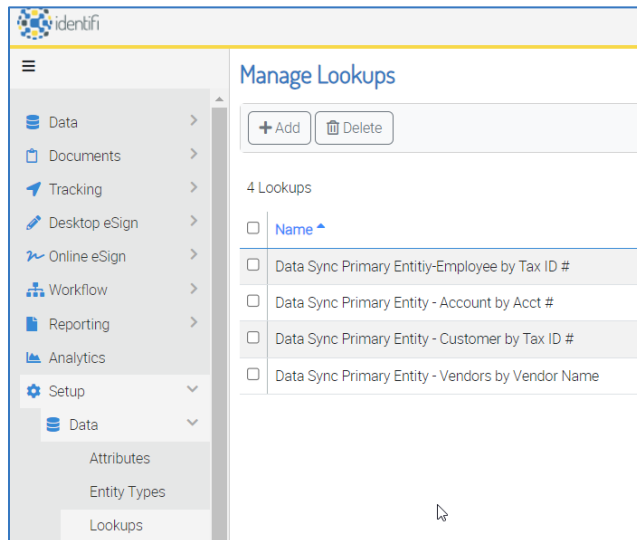 identifi
Manage Lookups
Data
Add
Delete
Documents
Tracking
4 Lookups
Desktop eSign
Name
Online eSign
Data Sync Primary Entitiy-Employee by Tax ID #
Workflow
Data Sync Primary Entity - Account by Acct #
Reporting
Data Sync Primary Entity - Customer by Tax ID #
Analytics
Data Sync Primary Entity - Vendors by Vendor Name
Setup
Data
Attributes
Entity Types
Lookups